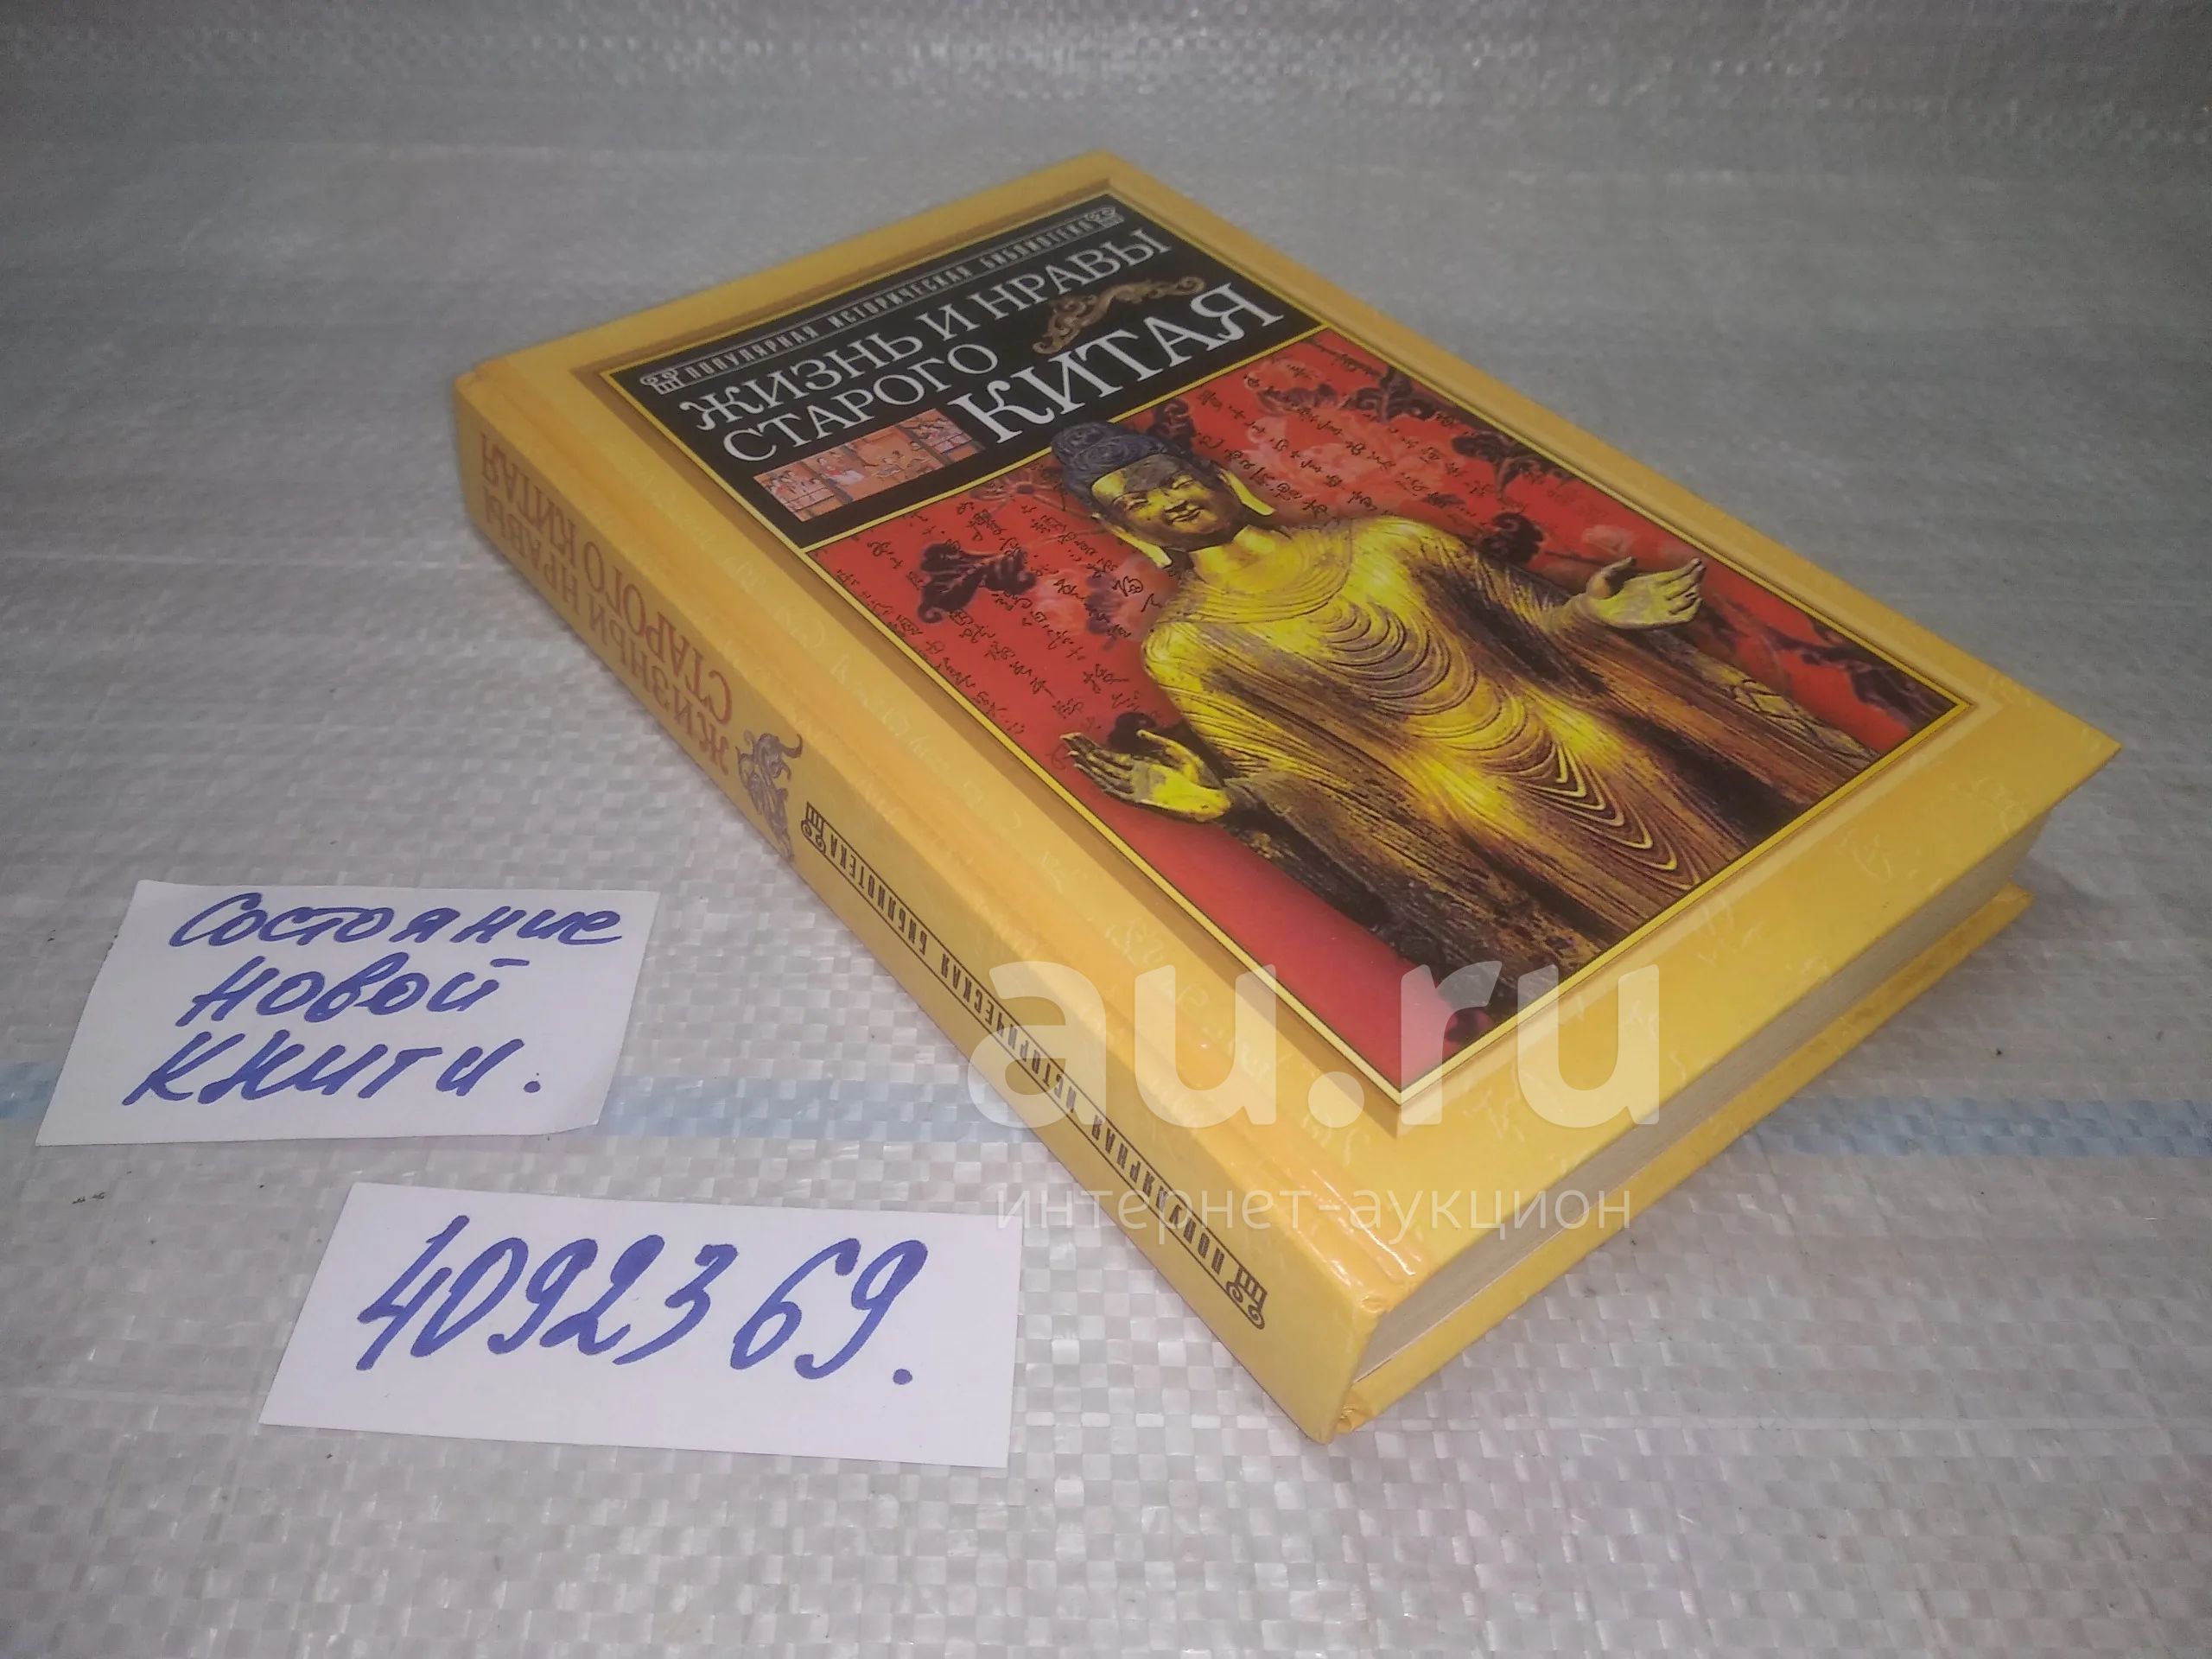 ПОПУЛЯРНАЯ ИСТОРИЧЕСКАЯ БИБЛИОТЕКА
ЖИЗНЬ И НРАВЫ
СТАРОГО
КИТАЯ
ЖИЗНЬ И НРАВЫ
СТАРОГО КИТАЯ
ПОПУЛЯРНАЯ ИСТОРИЧЕСКАЯ БИБЛИОТЕКА
Состояние
новой
книги.
4092369.
au.ru
интернет-аукцион